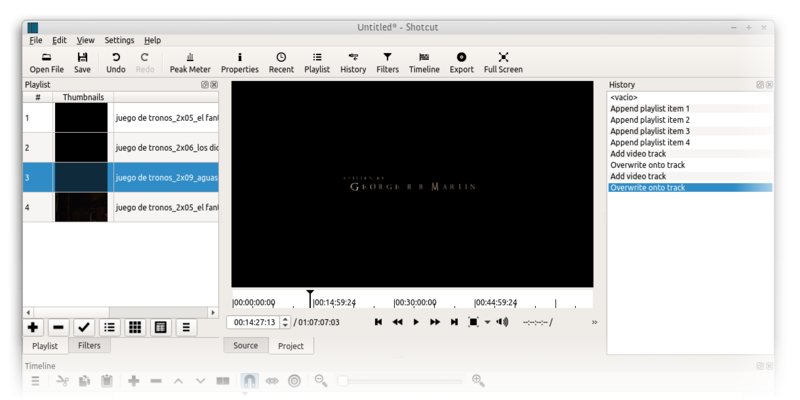 Untitled* - Shotcut
File Edit View Settings Help
Open File Save Undo Redo Peak Meter Properties Recent Playlist History Filters Timeline Export Full Screen
Playlist
# Thumbnails
1 juego de tronos_2x05_el fant
2 juego de tronos_2x06_los dio
3 juego de tronos_2x09_aguas
4 juego de tronos_2x05_el fant
George R R Martin
00:00:00:00 00:14:59:24 00:30:00:00 00:44:59:24
00:14:27:13 / 01:07:07:03 --:--:--:-- / »
Playlist Filters
Source Project
History
<vacio>
Append playlist item 1
Append playlist item 2
Append playlist item 3
Append playlist item 4
Add video track
Overwrite onto track
Add video track
Overwrite onto track
Timeline